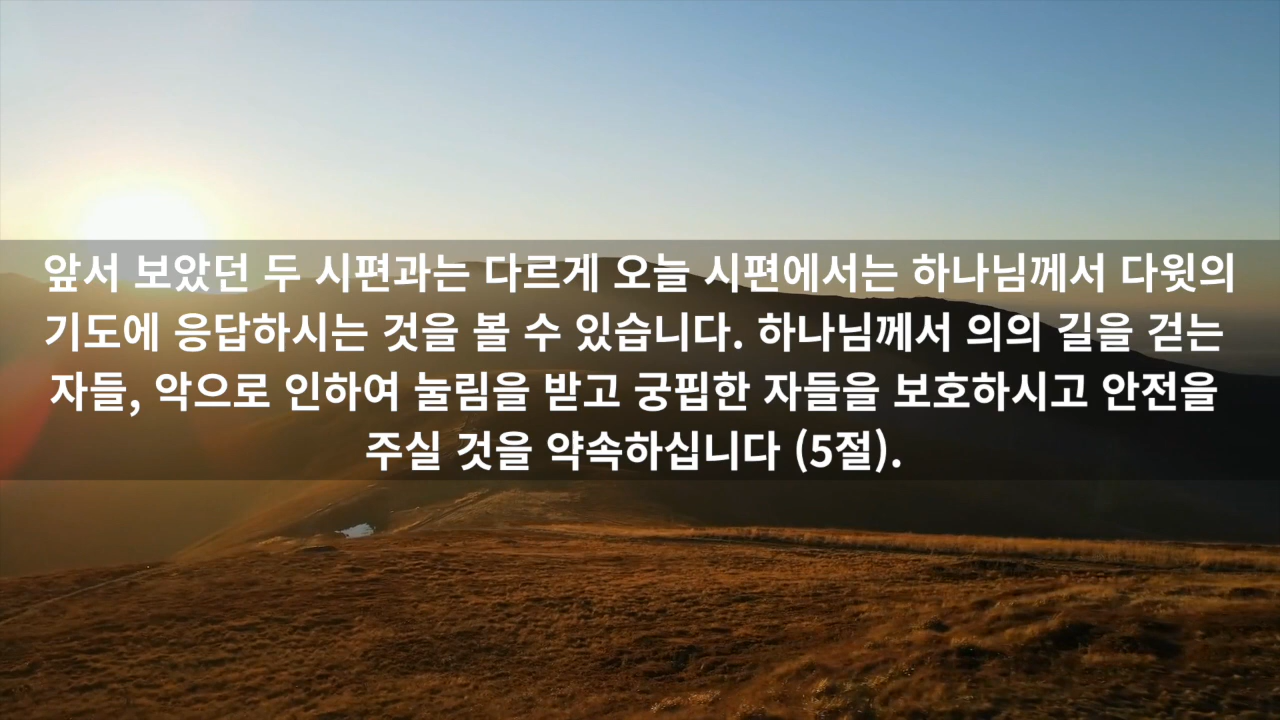 앞서 보았던 두 시편과는 다르게 오늘 시편에서는 하나님께서 다윗의
기도에 응답하시는 것을 볼 수 있습니다. 하나님께서 의의 길을 걷는
자들, 악으로 인하여 눌림을 받고 궁핍한 자들을 보호하시고 안전을
주실 것을 약속하십니다 (5절).